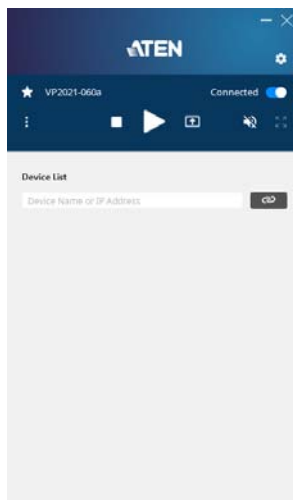 ATEN
VP2021-060a
Connected
Device List
Device Name or IP Address